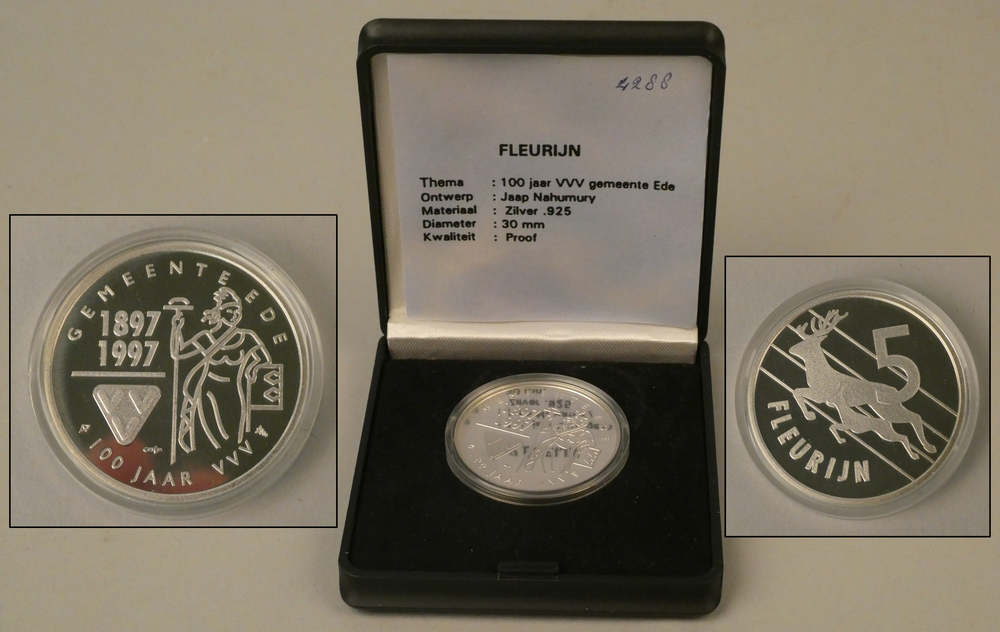 4288
FLEURIJN
Thema : 100 jaar VVV gemeente Ede
Ontwerp : Jaap Nahumury
Materiaal : Zilver .925
Diameter : 30 mm
Kwaliteit : Proof
GEMEENTE EDE
1897
1997
VVV
100 JAAR VVV
5
FLEURIJN